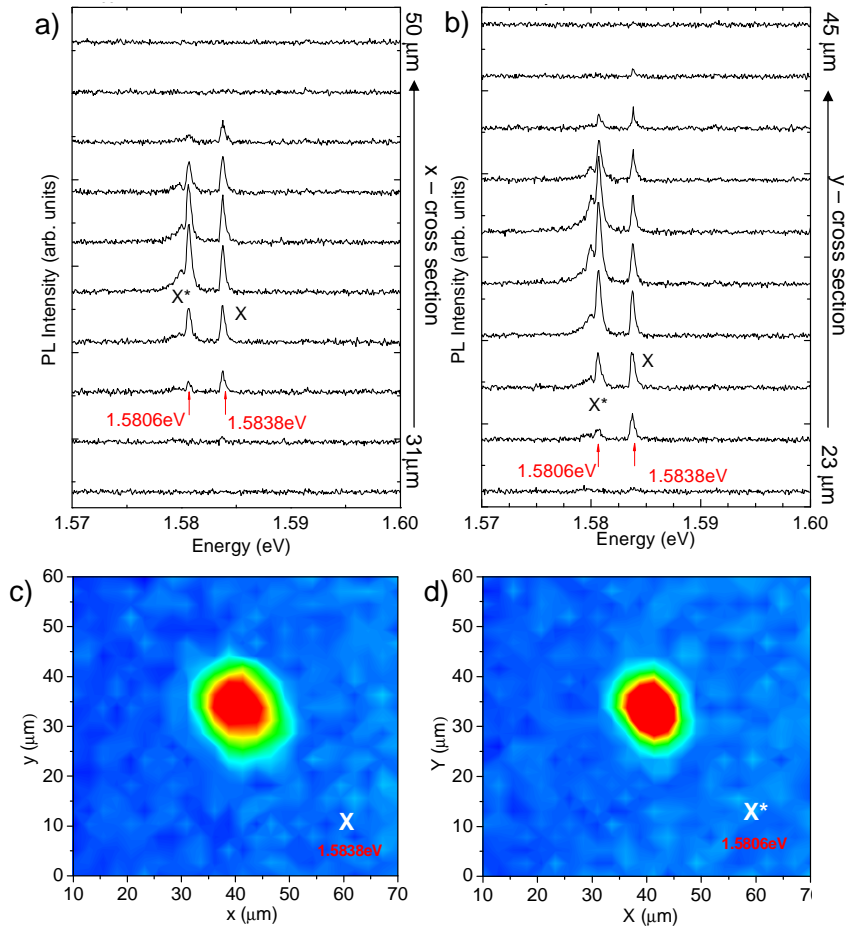 a)
50 μm
x – cross section
31μm
PL Intensity (arb. units)
X*
X
1.5806eV
1.5838eV
1.57 1.58 1.59 1.60
Energy (eV)
b)
45 μm
y – cross section
23 μm
PL Intensity (arb. units)
X
X*
1.5806eV
1.5838eV
1.57 1.58 1.59 1.60
Energy (eV)
c)
60
50
40
30
20
10
0
y (μm)
X
1.5838eV
10 20 30 40 50 60 70
x (μm)
d)
60
50
40
30
20
10
0
Y (μm)
X*
1.5806eV
10 20 30 40 50 60 70
X (μm)